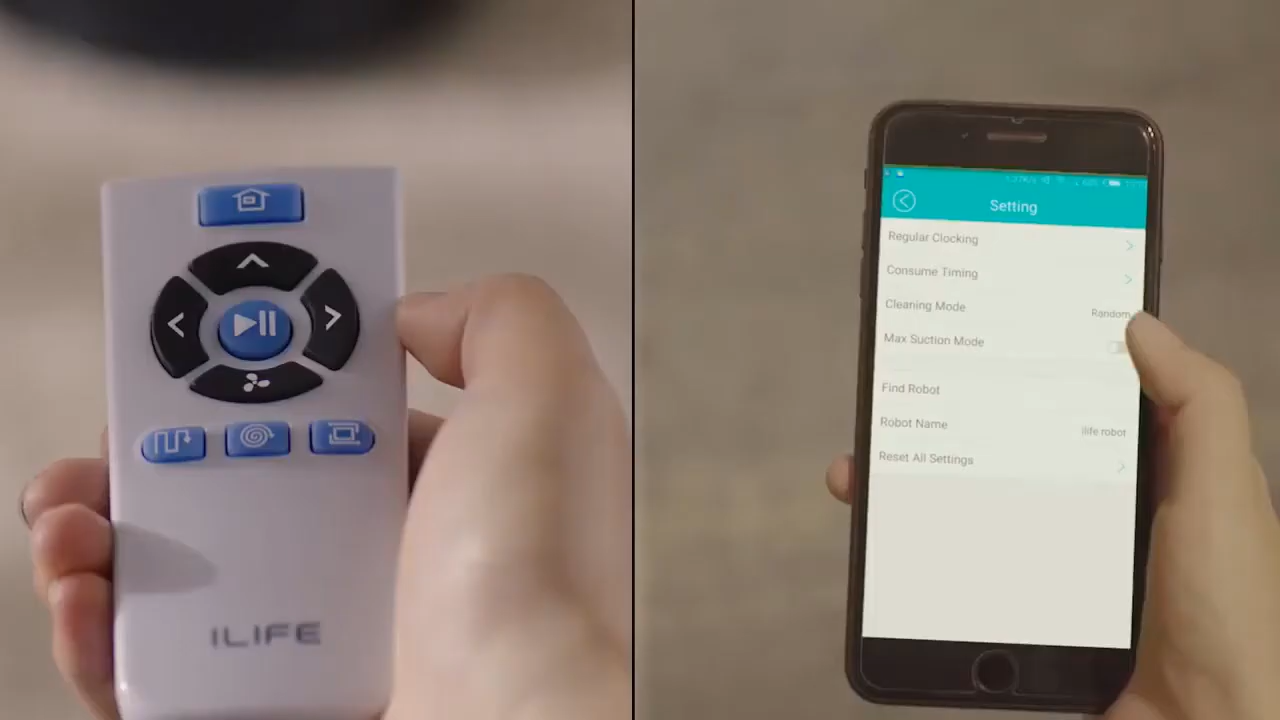 ILIFE
Setting
Regular Clocking
Consume Timing
Cleaning Mode
Random
Max Suction Mode
Find Robot
Robot Name
ilife robot
Reset All Settings